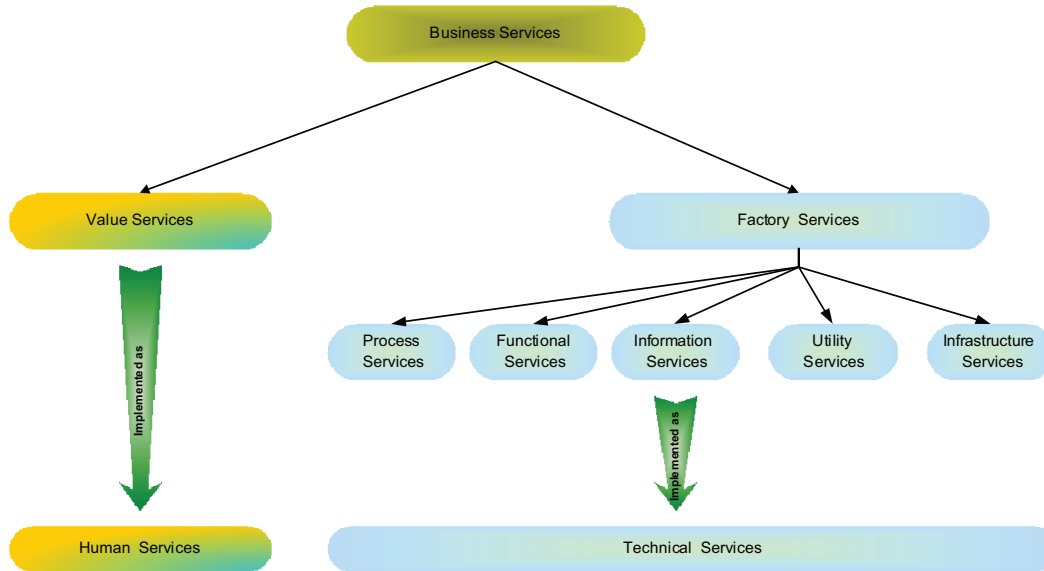 Business Services
Value Services
Factory Services
Process
Services
Functional
Services
Information
Services
Utility
Services
Infrastructure
Services
Implemented as
Implemented as
Human Services
Technical Services